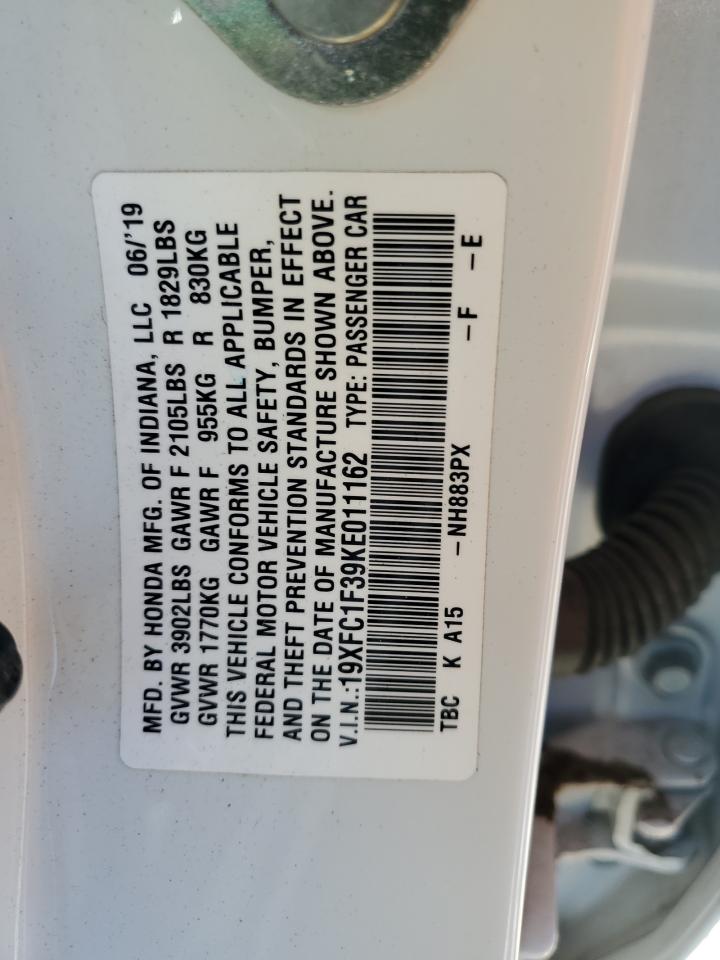 MFD. BY HONDA MFG. OF INDIANA, LLC 06/'19
GVWR 3902LBS GAWR F 2105LBS R 1829LBS
GVWR 1770KG GAWR F 955KG R 830KG
THIS VEHICLE CONFORMS TO ALL APPLICABLE
FEDERAL MOTOR VEHICLE SAFETY, BUMPER,
AND THEFT PREVENTION STANDARDS IN EFFECT
ON THE DATE OF MANUFACTURE SHOWN ABOVE.
V.I.N.:19XFC1F39KE011162 TYPE: PASSENGER CAR
TBC K A15 -NH883PX -F -E